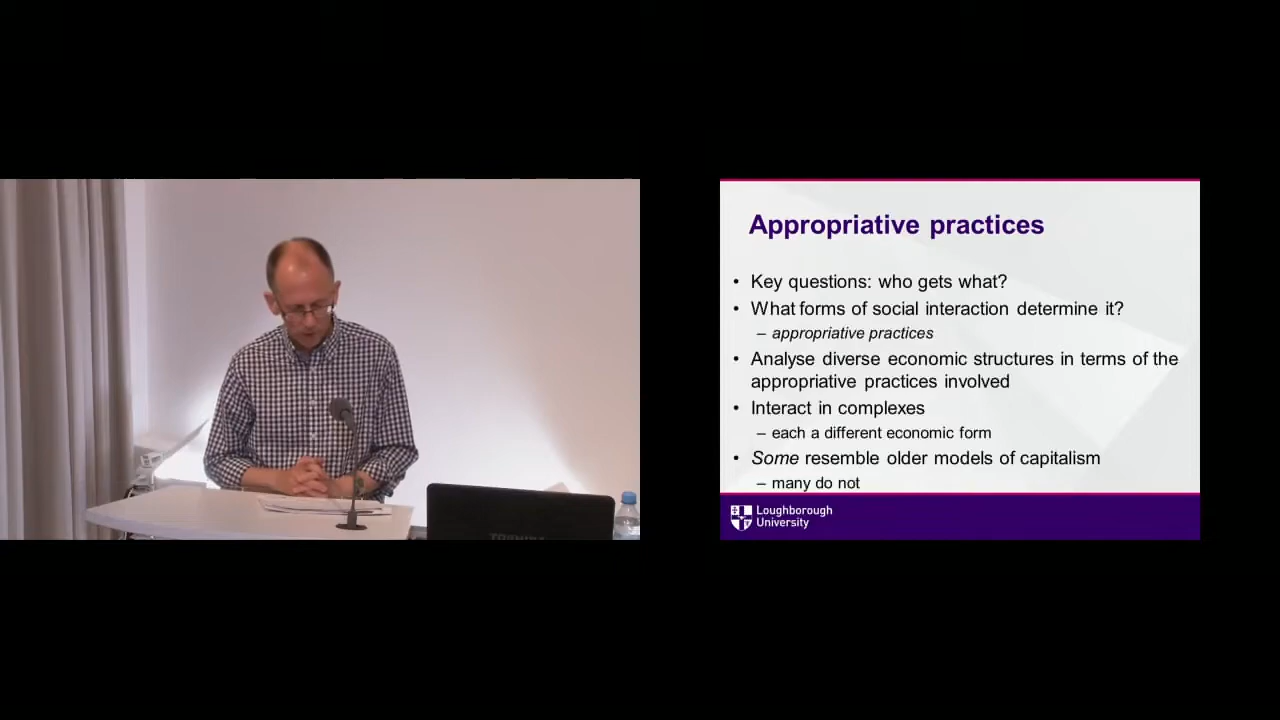 Appropriative practices
• Key questions: who gets what?
• What forms of social interaction determine it?
– appropriative practices
• Analyse diverse economic structures in terms of the
appropriative practices involved
• Interact in complexes
– each a different economic form
• Some resemble older models of capitalism
– many do not
Loughborough
University
TOSHIBA